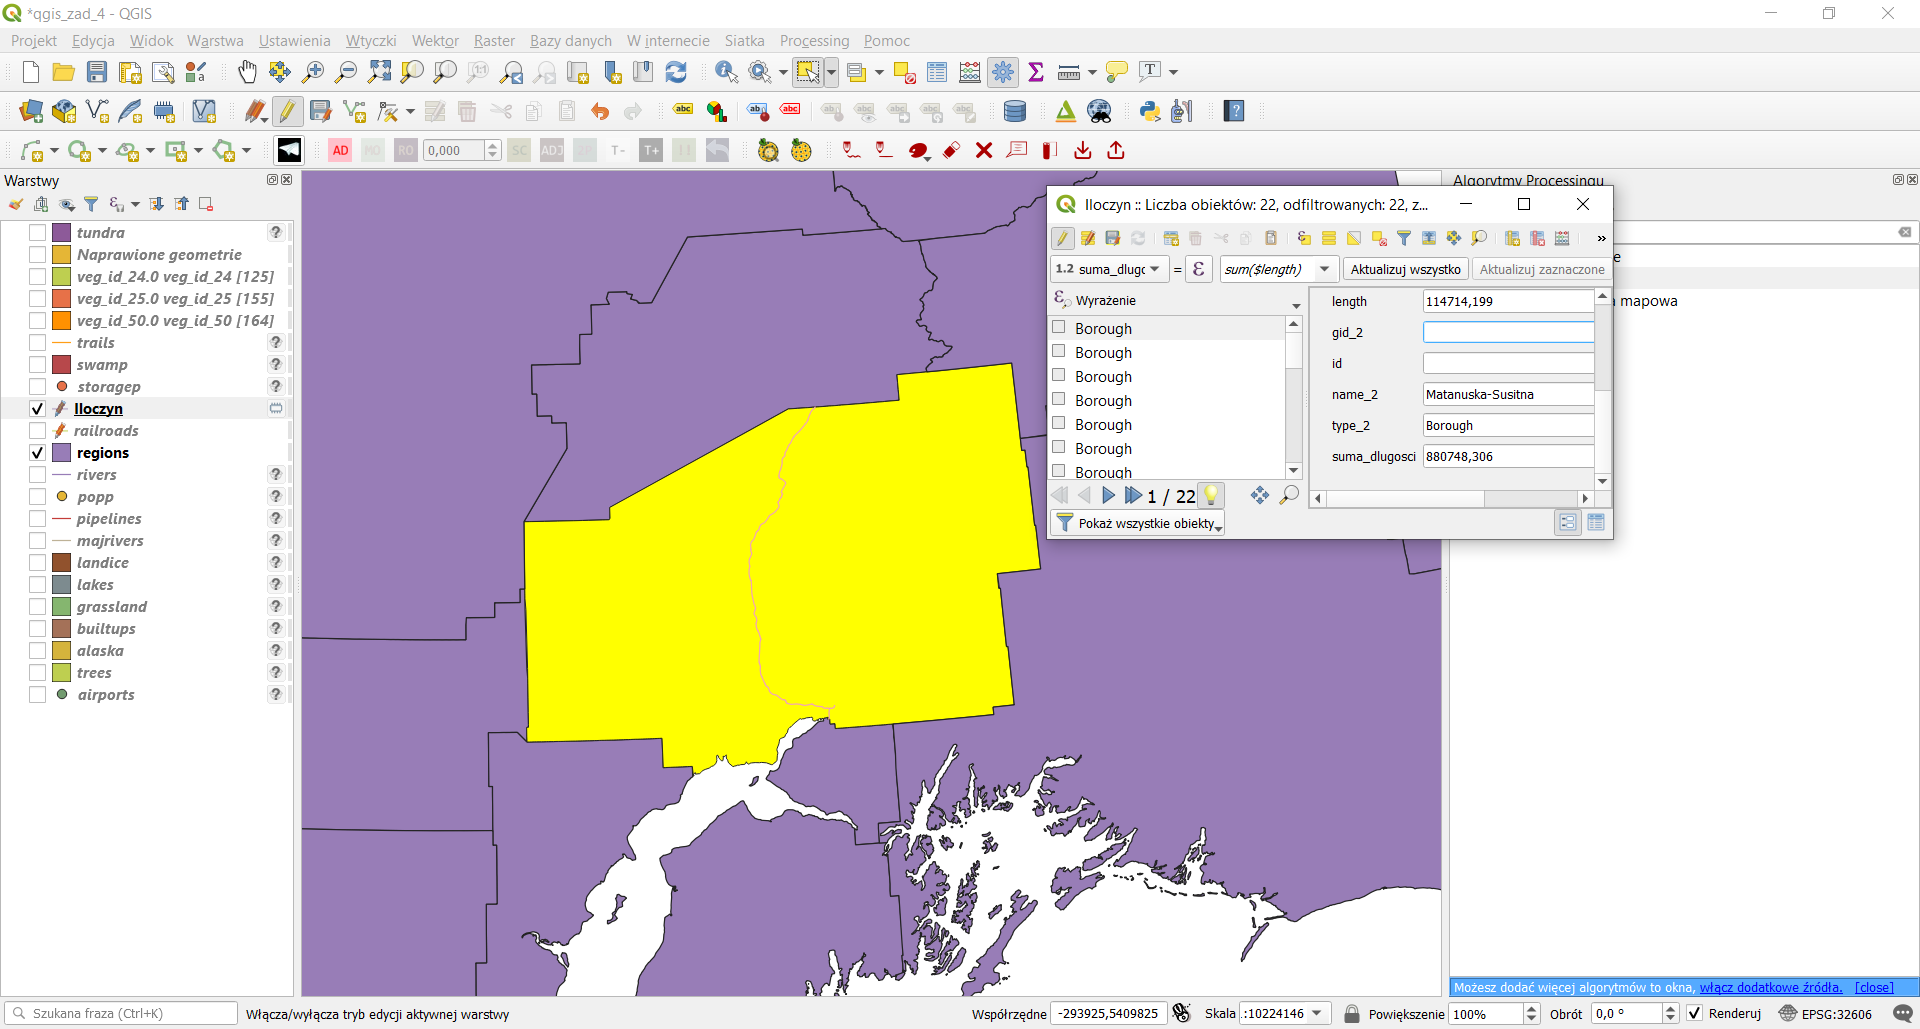 *qgis_zad_4 - QGIS
Projekt Edycja Widok Warstwa Ustawienia Wtyczki Wektor Raster Bazy danych W internecie Siatka Processing Pomoc
AD MO RO 0,000 SC ADJ T- T+
Warstwy
tundra
Naprawione geometrie
veg_id_24.0 veg_id_24 [125]
veg_id_25.0 veg_id_25 [155]
veg_id_50.0 veg_id_50 [164]
trails
swamp
storagep
Iloczyn
railroads
regions
rivers
popp
pipelines
majrivers
landice
lakes
grassland
builtups
alaska
trees
airports
Algorytmy Processingu
Iloczyn :: Liczba obiektów: 22, odfiltrowanych: 22, z...
1.2 suma_dlugo = ε sum($length) Aktualizuj wszystko Aktualizuj zaznaczone
Wyrażenie
Borough
Borough
Borough
Borough
Borough
Borough
Borough
length 114714,199
gid_2
id
name_2 Matanuska-Susitna
type_2 Borough
suma_dlugosci 880748,306
1 / 22
Pokaż wszystkie obiekty
e
mapowa
Możesz dodać więcej algorytmów to okna, włącz dodatkowe źródła. [close]
Szukana fraza (Ctrl+K) Włącza/wyłącza tryb edycji aktywnej warstwy Współrzędne -293925,5409825 Skala :10224146 Powiększenie 100% Obrót 0,0 ° Renderuj EPSG:32606